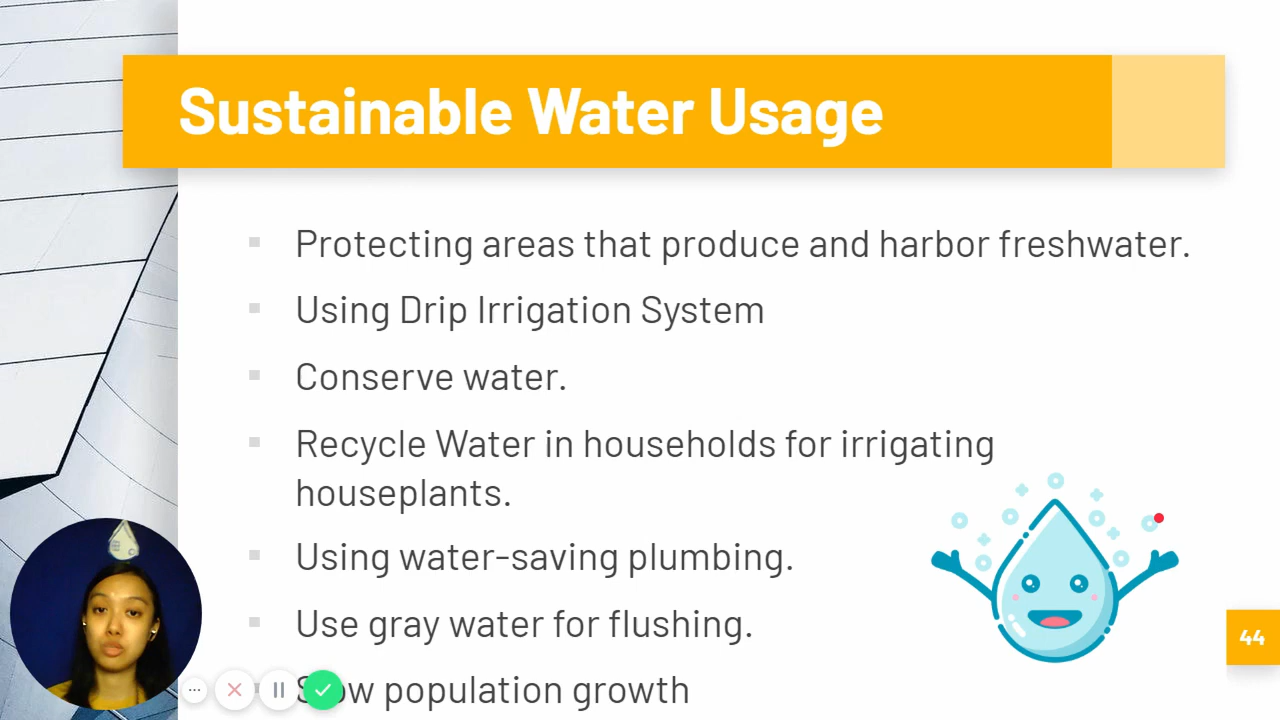 Sustainable Water Usage
Protecting areas that produce and harbor freshwater.
Using Drip Irrigation System
Conserve water.
Recycle Water in households for irrigating
houseplants.
Using water-saving plumbing.
Use gray water for flushing.
Slow population growth
44